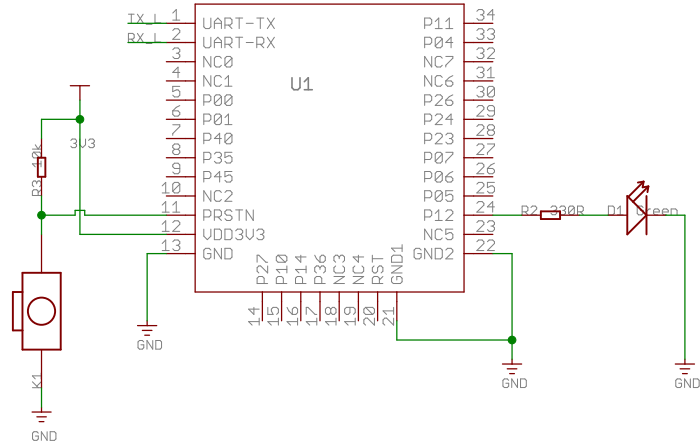 TX_L 1 UART-TX P11 34
RX_L 2 UART-RX P04 33
3 NC0 NC7 32
4 NC1 U1 NC6 31
5 P00 P26 30
6 P01 P24 29
7 P40 P23 28
3V3
8 P35 P07 27
R3 10k
9 P45 P06 26
10 NC2 P05 25
11 PRSTN P12 24 R2 330R D1 Green
12 VDD3V3 NC5 23
13 GND GND2 22
P27 P10 P14 P36 NC3 NC4 RST GND1
14 15 16 17 18 19 20 21
GND
K1
GND
GND
GND